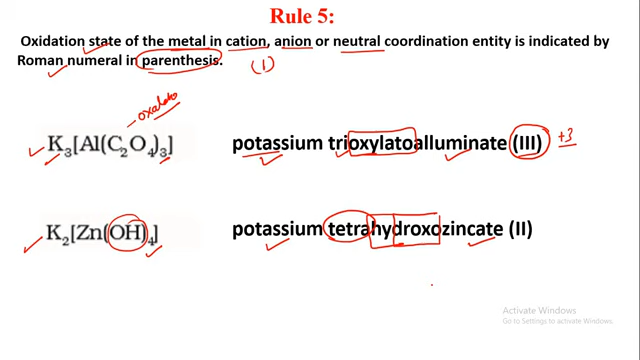 Rule 5:
Oxidation state of the metal in cation, anion or neutral coordination entity is indicated by
Roman numeral in parenthesis.
(1)
oxalato
K3[Al(C2O4)3] potassium trioxylatoalluminate (III) +3
K2[Zn(OH)4] potassium tetrahydroxozincate (II)
Activate Windows
Go to Settings to activate Windows.